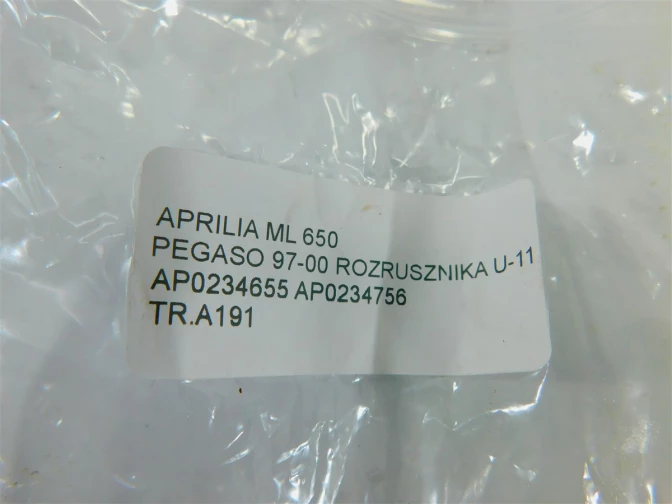 APRILIA ML 650
PEGASO 97-00 ROZRUSZNIKA U-11
AP0234655 AP0234756
TR.A191